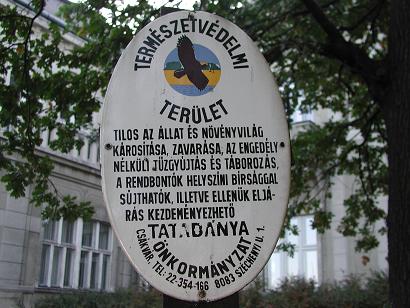 TERMÉSZETVÉDELMI
TERÜLET
TILOS AZ ÁLLAT ÉS NÖVÉNYVILÁG
KÁROSÍTÁSA, ZAVARÁSA, AZ ENGEDÉLY
NÉLKÜLI TŰZGYÚJTÁS ÉS TÁBOROZÁS,
A RENDBONTÓK HELYSZÍNI BÍRSÁGGAL
SÚJTHATÓK, ILLETVE ELLENÜK ELJÁ-
RÁS KEZDEMÉNYEZHETŐ
TATABÁNYA
ÖNKORMÁNYZAT
CSÁKVÁR. TEL: 22-354-166 8083 SZÉCHENYI U. 1.